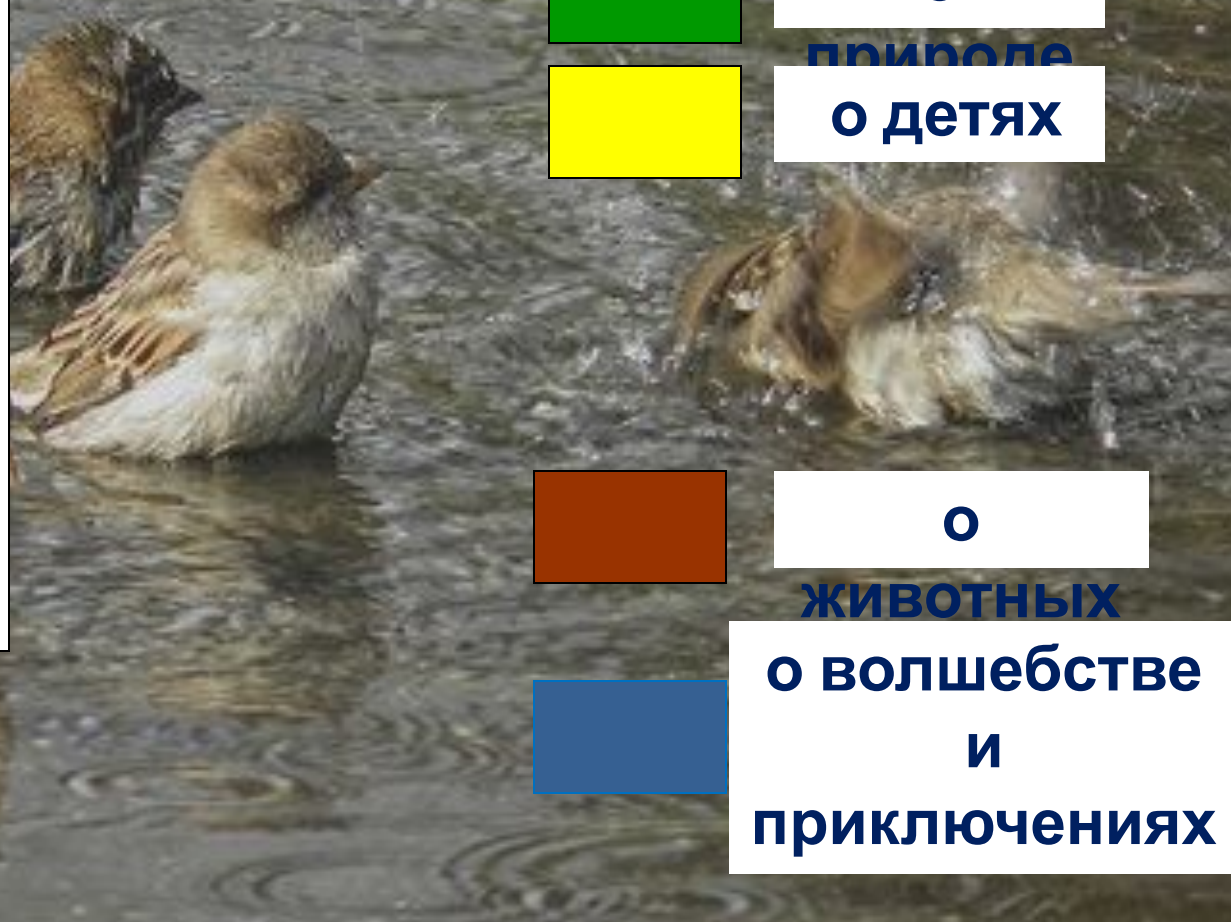 природе
о детях
о
животных
о волшебстве
и
приключениях